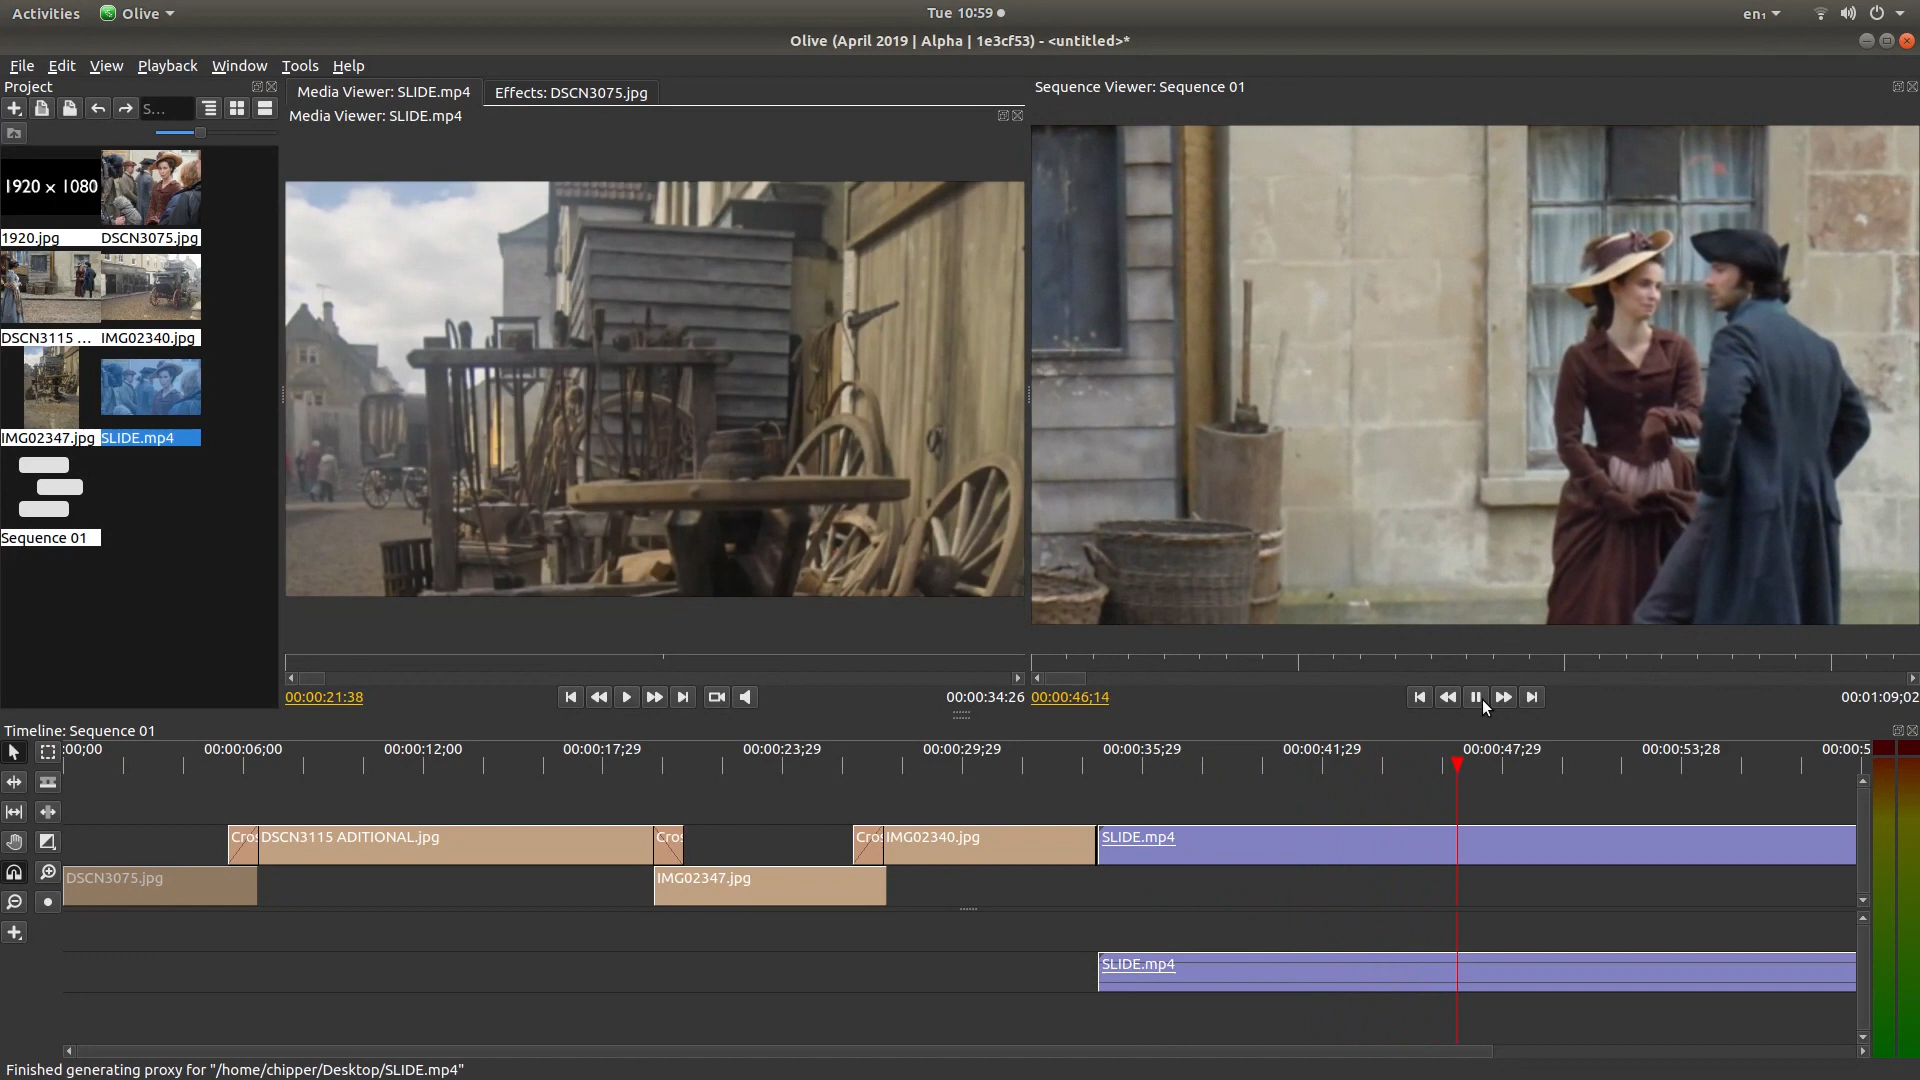 Activities Olive Tue 10:59 en₁
Olive (April 2019 | Alpha | 1e3cf53) - <untitled>*
File Edit View Playback Window Tools Help
Project
Media Viewer: SLIDE.mp4 Effects: DSCN3075.jpg
Sequence Viewer: Sequence 01
S...
Media Viewer: SLIDE.mp4
1920 × 1080
1920.jpg DSCN3075.jpg
DSCN3115 ... IMG02340.jpg
IMG02347.jpg SLIDE.mp4
Sequence 01
00:00:21:38 00:00:34:26
00:00:46;14 00:01:09;02
Timeline: Sequence 01
:00;00 00:00:06;00 00:00:12;00 00:00:17;29 00:00:23;29 00:00:29;29 00:00:35;29 00:00:41;29 00:00:47;29 00:00:53;28 00:00:5
Cros DSCN3115 ADITIONAL.jpg Cros Cros IMG02340.jpg SLIDE.mp4
DSCN3075.jpg IMG02347.jpg
SLIDE.mp4
Finished generating proxy for "/home/chipper/Desktop/SLIDE.mp4"